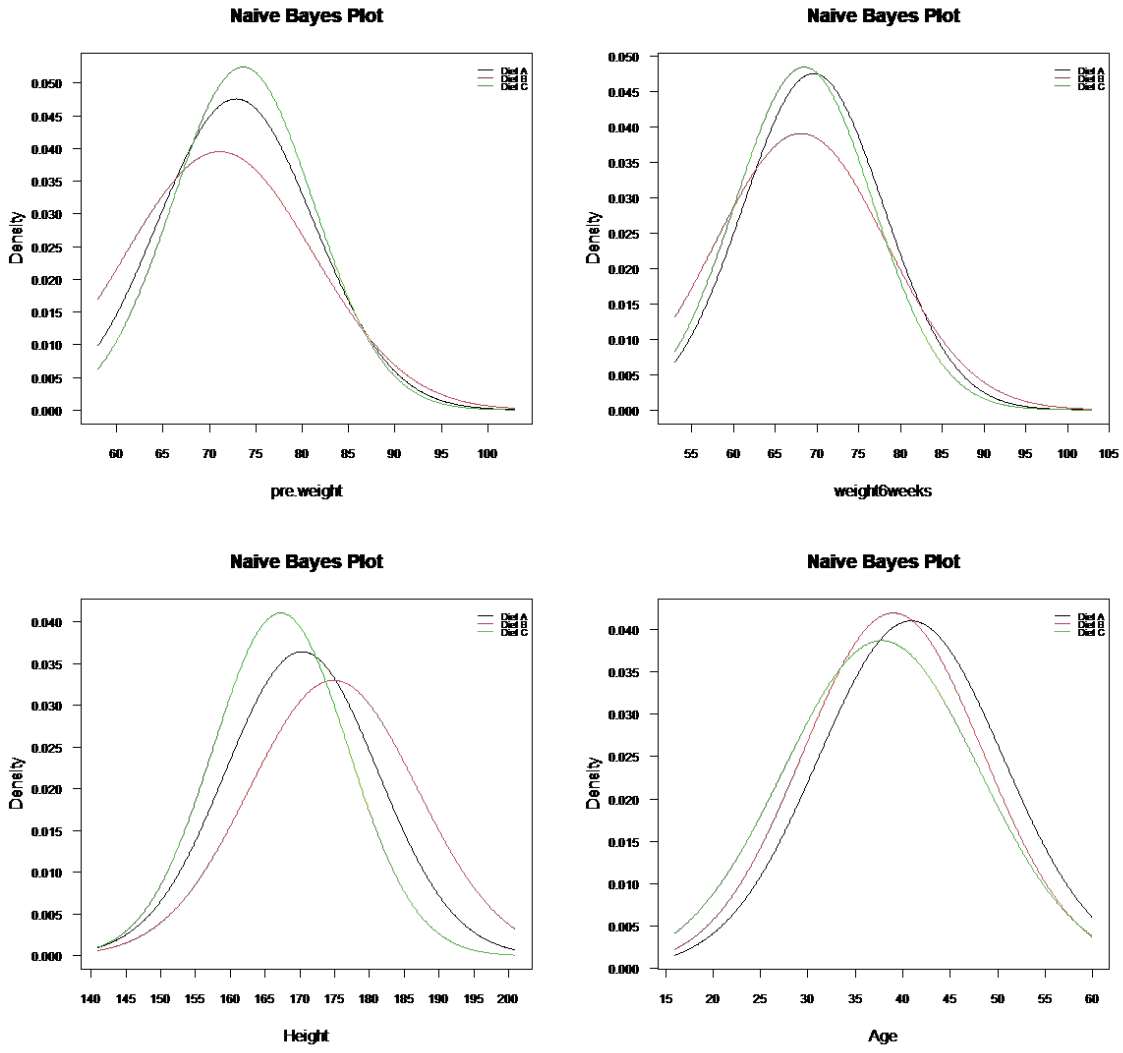 Naive Bayes Plot
Diet A
Diet B
Diet C
Density
0.050
0.045
0.040
0.035
0.030
0.025
0.020
0.015
0.010
0.005
0.000
60 65 70 75 80 85 90 95 100
pre.weight
Naive Bayes Plot
Diet A
Diet B
Diet C
Density
0.050
0.045
0.040
0.035
0.030
0.025
0.020
0.015
0.010
0.005
0.000
55 60 65 70 75 80 85 90 95 100 105
weight6weeks
Naive Bayes Plot
Diet A
Diet B
Diet C
Density
0.040
0.035
0.030
0.025
0.020
0.015
0.010
0.005
0.000
140 145 150 155 160 165 170 175 180 185 190 195 200
Height
Naive Bayes Plot
Diet A
Diet B
Diet C
Density
0.040
0.035
0.030
0.025
0.020
0.015
0.010
0.005
0.000
15 20 25 30 35 40 45 50 55 60
Age